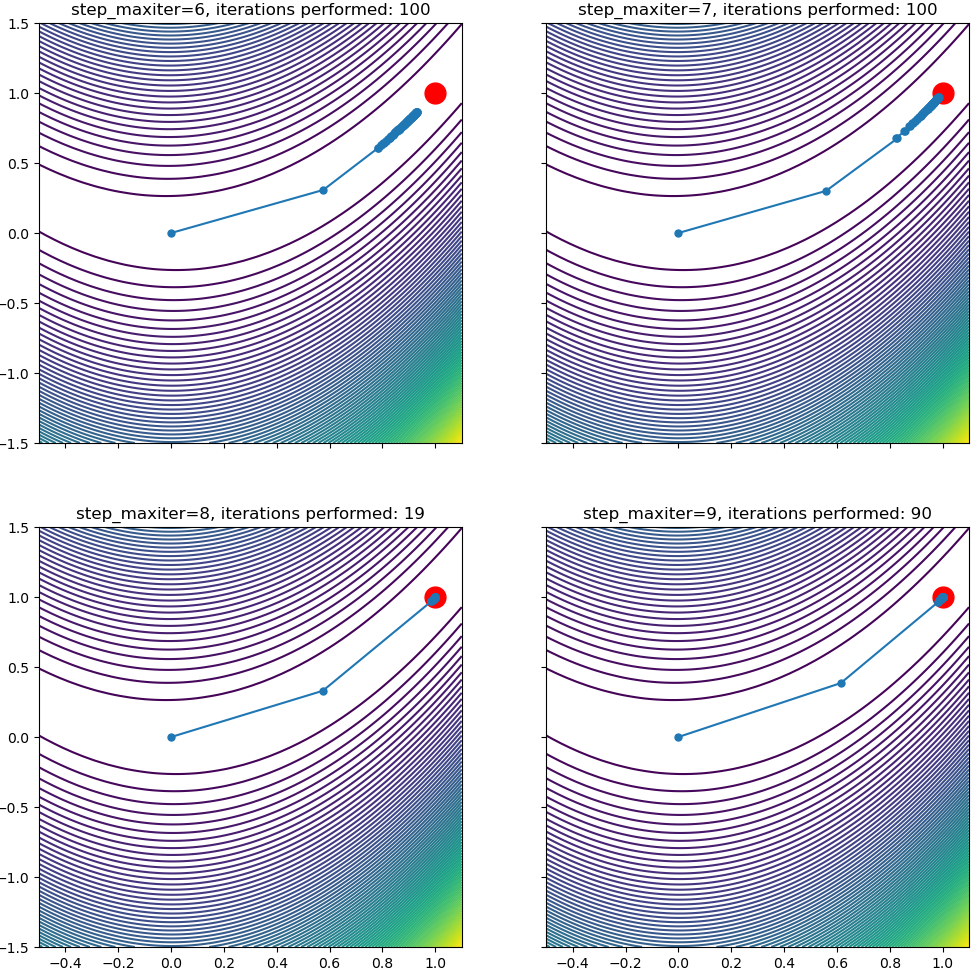 step_maxiter=6, iterations performed: 100
step_maxiter=7, iterations performed: 100
1.5
1.0
0.5
0.0
−0.5
−1.0
−1.5
step_maxiter=8, iterations performed: 19
step_maxiter=9, iterations performed: 90
1.5
1.0
0.5
0.0
−0.5
−1.0
−1.5
−0.4 −0.2 0.0 0.2 0.4 0.6 0.8 1.0
−0.4 −0.2 0.0 0.2 0.4 0.6 0.8 1.0